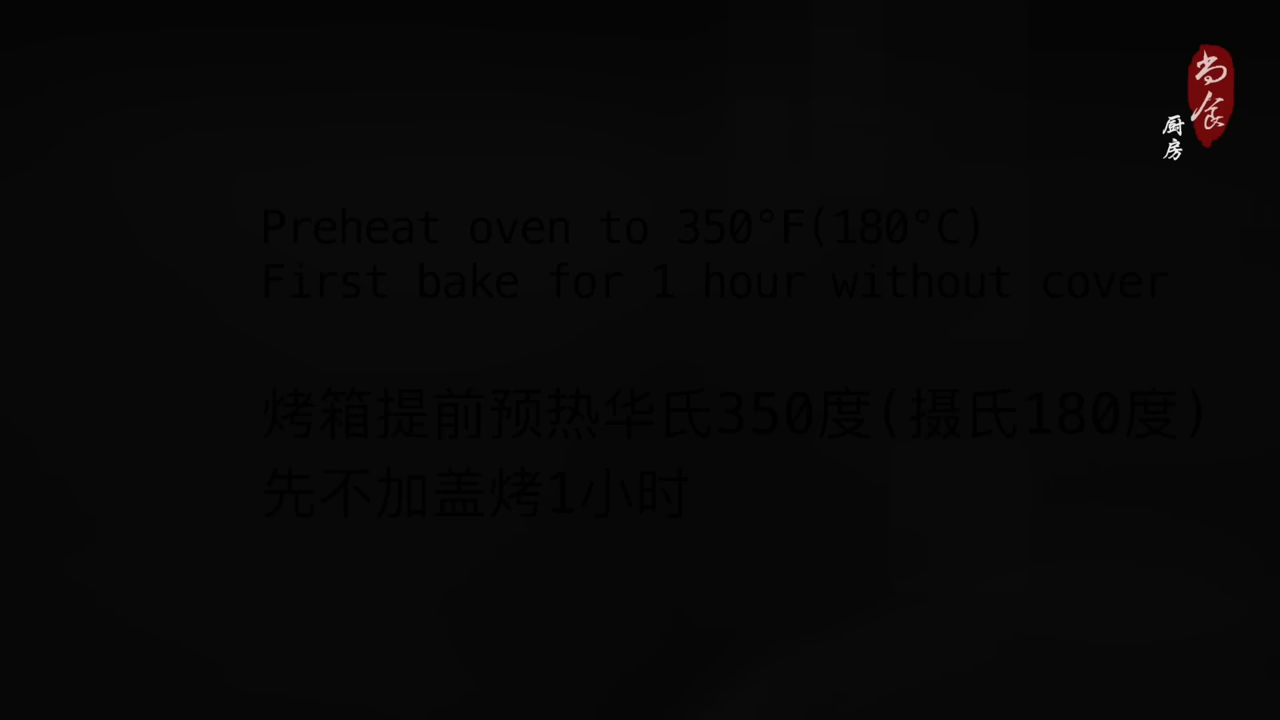 尚食
厨房
Preheat oven to 350°F(180°C)
First bake for 1 hour without cover
烤箱提前预热华氏350度(摄氏180度)
先不加盖烤1小时